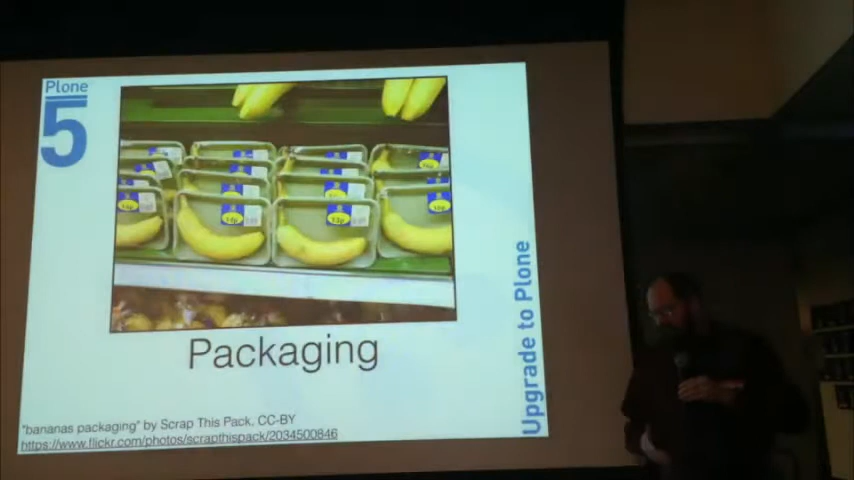 Plone
5
Packaging
Upgrade to Plone
"bananas packaging" by Scrap This Pack, CC-BY
https://www.flickr.com/photos/scrapthispack/2034500846